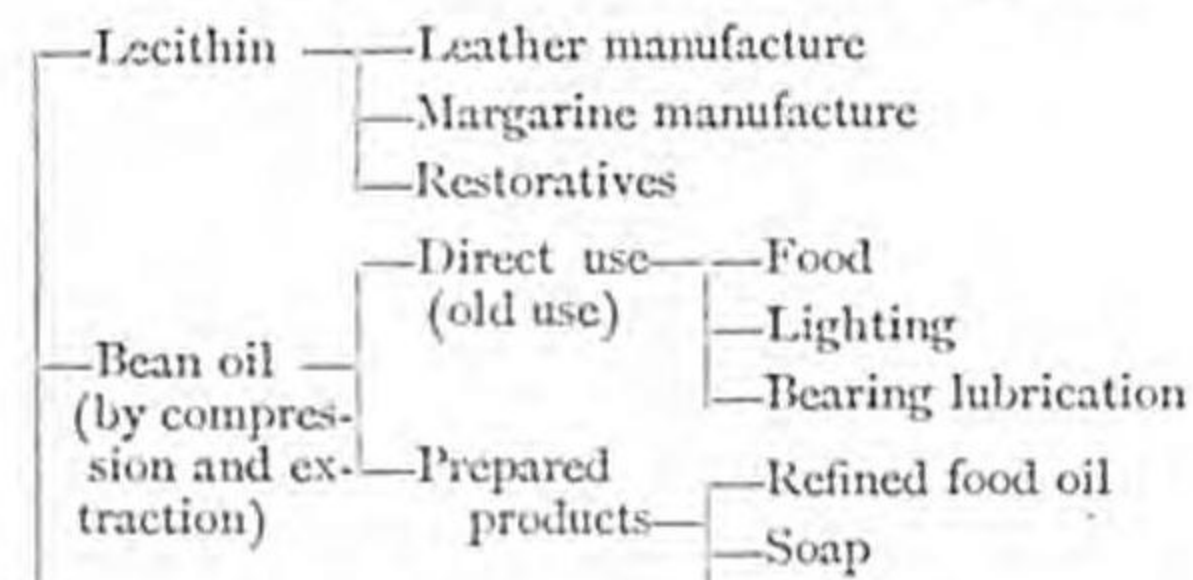 Lecithin Leather manufacture
Margarine manufacture
Restoratives
Direct use Food
(old use)
Lighting
Bean oil
Bearing lubrication
(by compres-
sion and ex- Prepared
Refined food oil
traction) products
Soap